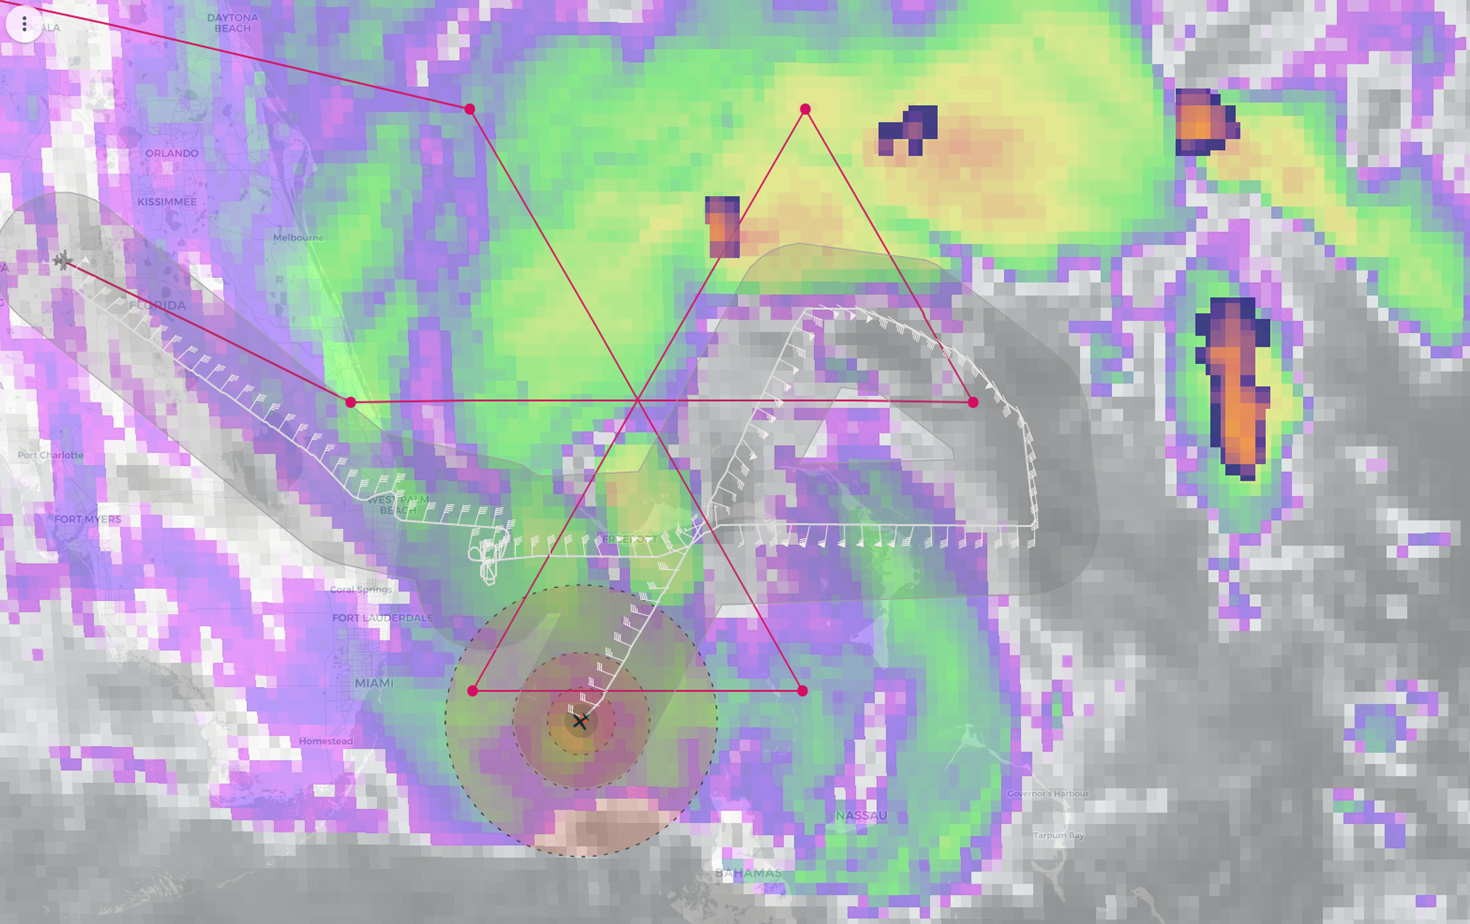 DAYTONA
BEACH
ORLANDO
KISSIMMEE
Melbourne
FLORIDA
Port Charlotte
WEST PALM
BEACH
FORT MYERS
FREEPORT
Coral Springs
FORT LAUDERDALE
MIAMI
Homestead
Governor's Harbour
NASSAU
Tarpum Bay
BAHAMAS